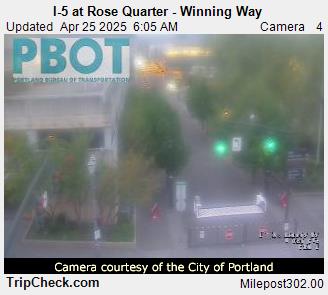 I-5 at Rose Quarter - Winning Way
Updated Apr 25 2025 6:05 AM Camera 4
PBOT
PORTLAND BUREAU OF TRANSPORTATION
Camera courtesy of the City of Portland
TripCheck.com Milepost302.00